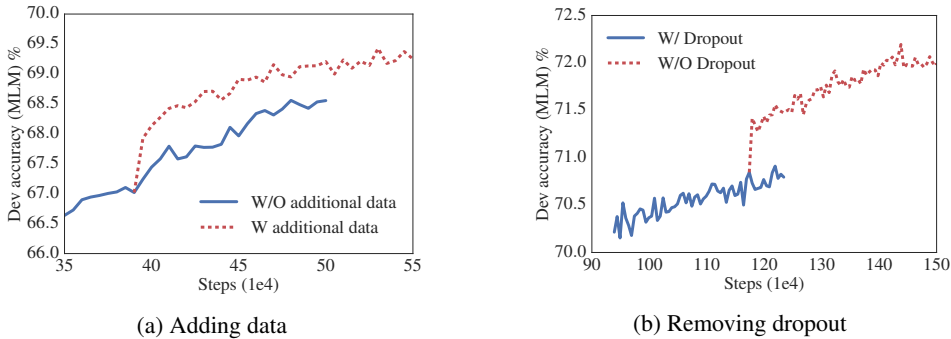 70.0
69.5
69.0
68.5
68.0
67.5
67.0
66.5
66.0
35 40 45 50 55
Dev accuracy (MLM) %
Steps (1e4)
W/O additional data
W additional data
(a) Adding data
72.5
72.0
71.5
71.0
70.5
70.0
90 100 110 120 130 140 150
Dev accuracy (MLM) %
Steps (1e4)
W/ Dropout
W/O Dropout
(b) Removing dropout